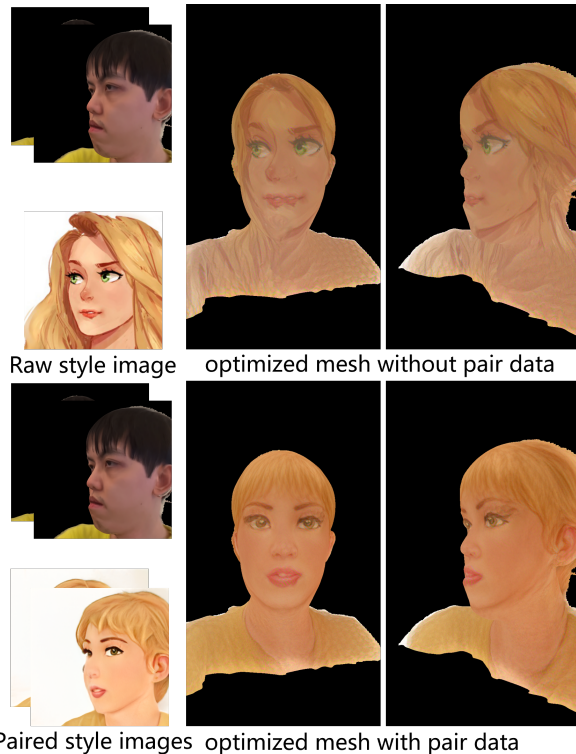 Raw style image
optimized mesh without pair data
Paired style images
optimized mesh with pair data